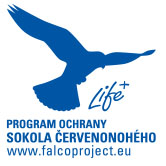 Life+
PROGRAM OCHRANY
SOKOLA ČERVENONOHÉHO
www.falcoproject.eu